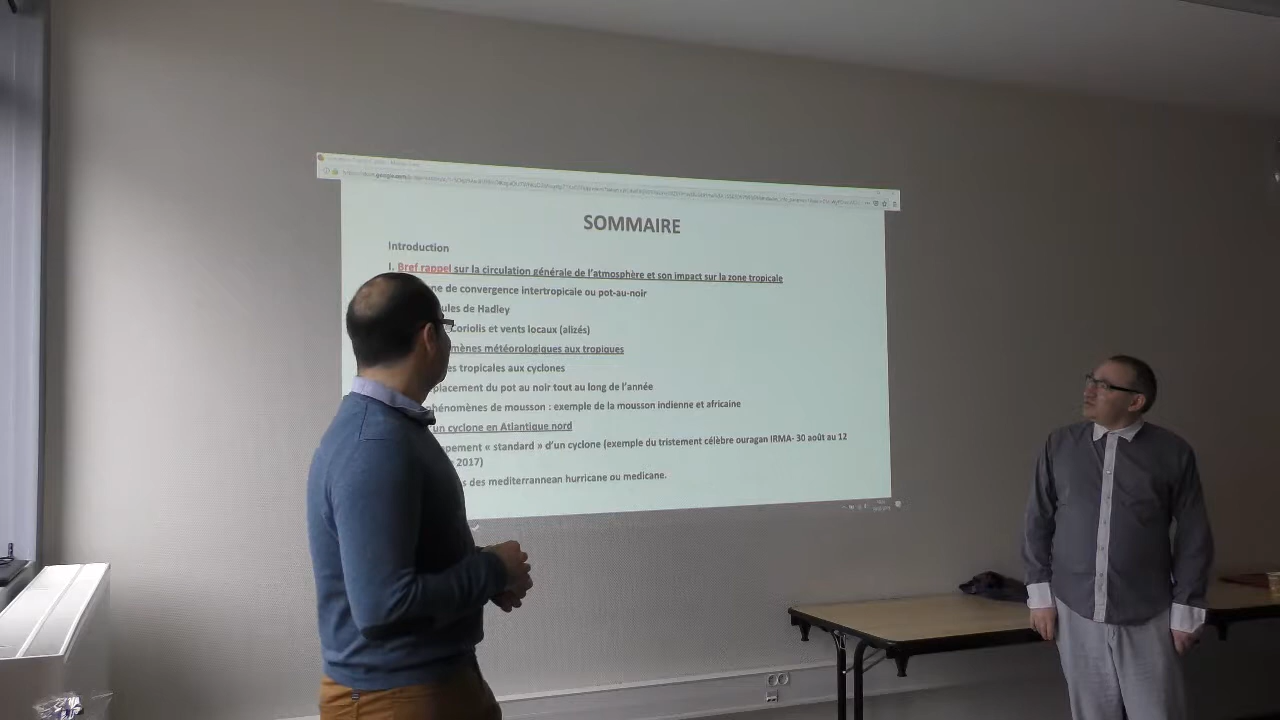 SOMMAIRE
Introduction
I. Bref rappel sur la circulation générale de l'atmosphère et son impact sur la zone tropicale
ne de convergence intertropicale ou pot-au-noir
ules de Hadley
Coriolis et vents locaux (alizés)
mènes météorologiques aux tropiques
es tropicales aux cyclones
placement du pot au noir tout au long de l'année
phénomènes de mousson : exemple de la mousson indienne et africaine
un cyclone en Atlantique nord
ppement « standard » d'un cyclone (exemple du tristement célèbre ouragan IRMA- 30 août au 12
2017)
s des mediterrannean hurricane ou medicane.